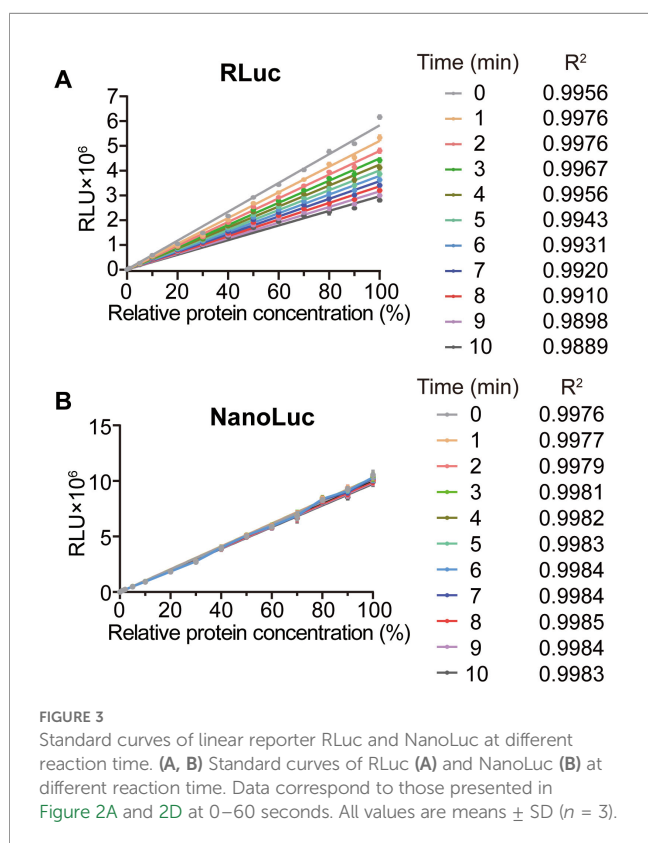 A
RLuc
RLU×10⁶
7
6
5
4
3
2
1
0
0 20 40 60 80 100
Relative protein concentration (%)
Time (min) R²
0 0.9956
1 0.9976
2 0.9976
3 0.9967
4 0.9956
5 0.9943
6 0.9931
7 0.9920
8 0.9910
9 0.9898
10 0.9889
B
NanoLuc
RLU×10⁶
15
10
5
0
0 20 40 60 80 100
Relative protein concentration (%)
Time (min) R²
0 0.9976
1 0.9977
2 0.9979
3 0.9981
4 0.9982
5 0.9983
6 0.9984
7 0.9984
8 0.9985
9 0.9984
10 0.9983
FIGURE 3
Standard curves of linear reporter RLuc and NanoLuc at different
reaction time. (A, B) Standard curves of RLuc (A) and NanoLuc (B) at
different reaction time. Data correspond to those presented in
Figure 2A and 2D at 0–60 seconds. All values are means ± SD (n = 3).